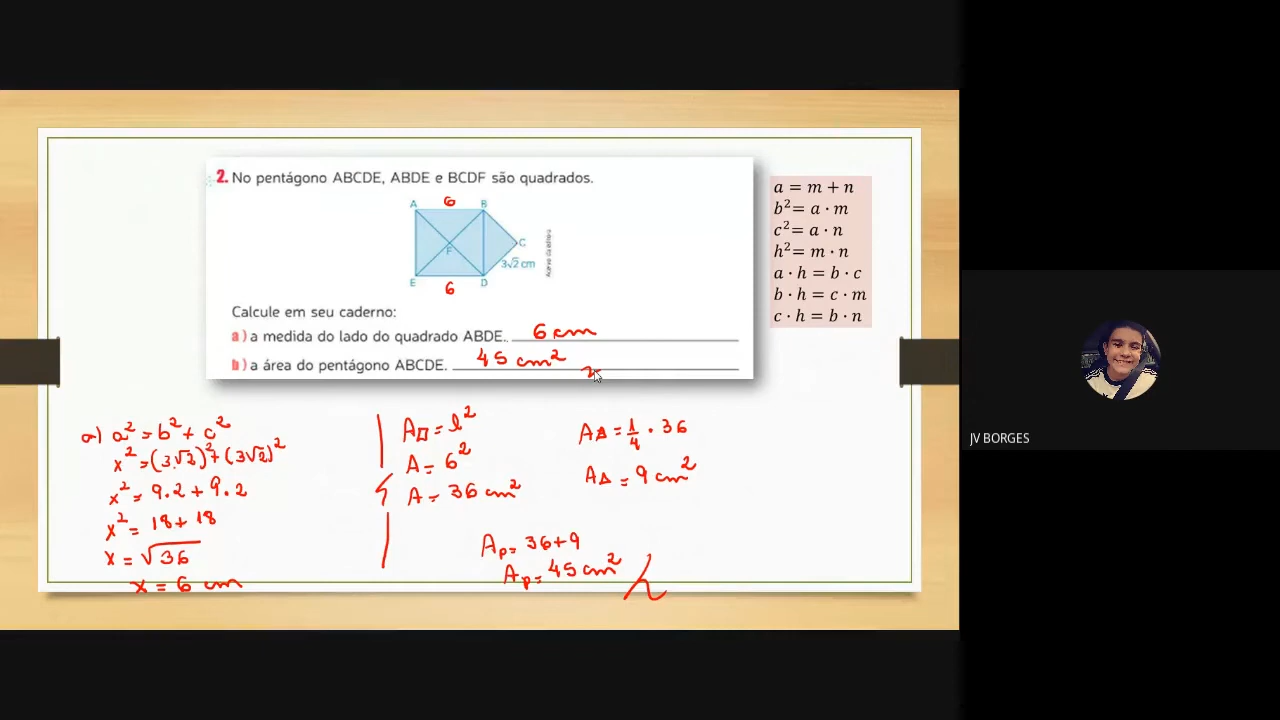 2. No pentágono ABCDE, ABDE e BCDF são quadrados.
6
A B
F
C
3√2 cm
E D
6
Calcule em seu caderno:
a) a medida do lado do quadrado ABDE. 6 cm
b) a área do pentágono ABCDE. 45 cm²
a = m + n
b² = a · m
c² = a · n
h² = m · n
a · h = b · c
b · h = c · m
c · h = b · n
a) a² = b² + c²
x² = (3.√2)² + (3√2)²
x² = 9.2 + 9.2
x² = 18 + 18
x = √36
x = 6 cm
A□ = l²
A = 6²
A = 36 cm²
A△ = 1/4 · 36
A△ = 9 cm²
Ap = 36 + 9
Ap = 45 cm²
JV BORGES